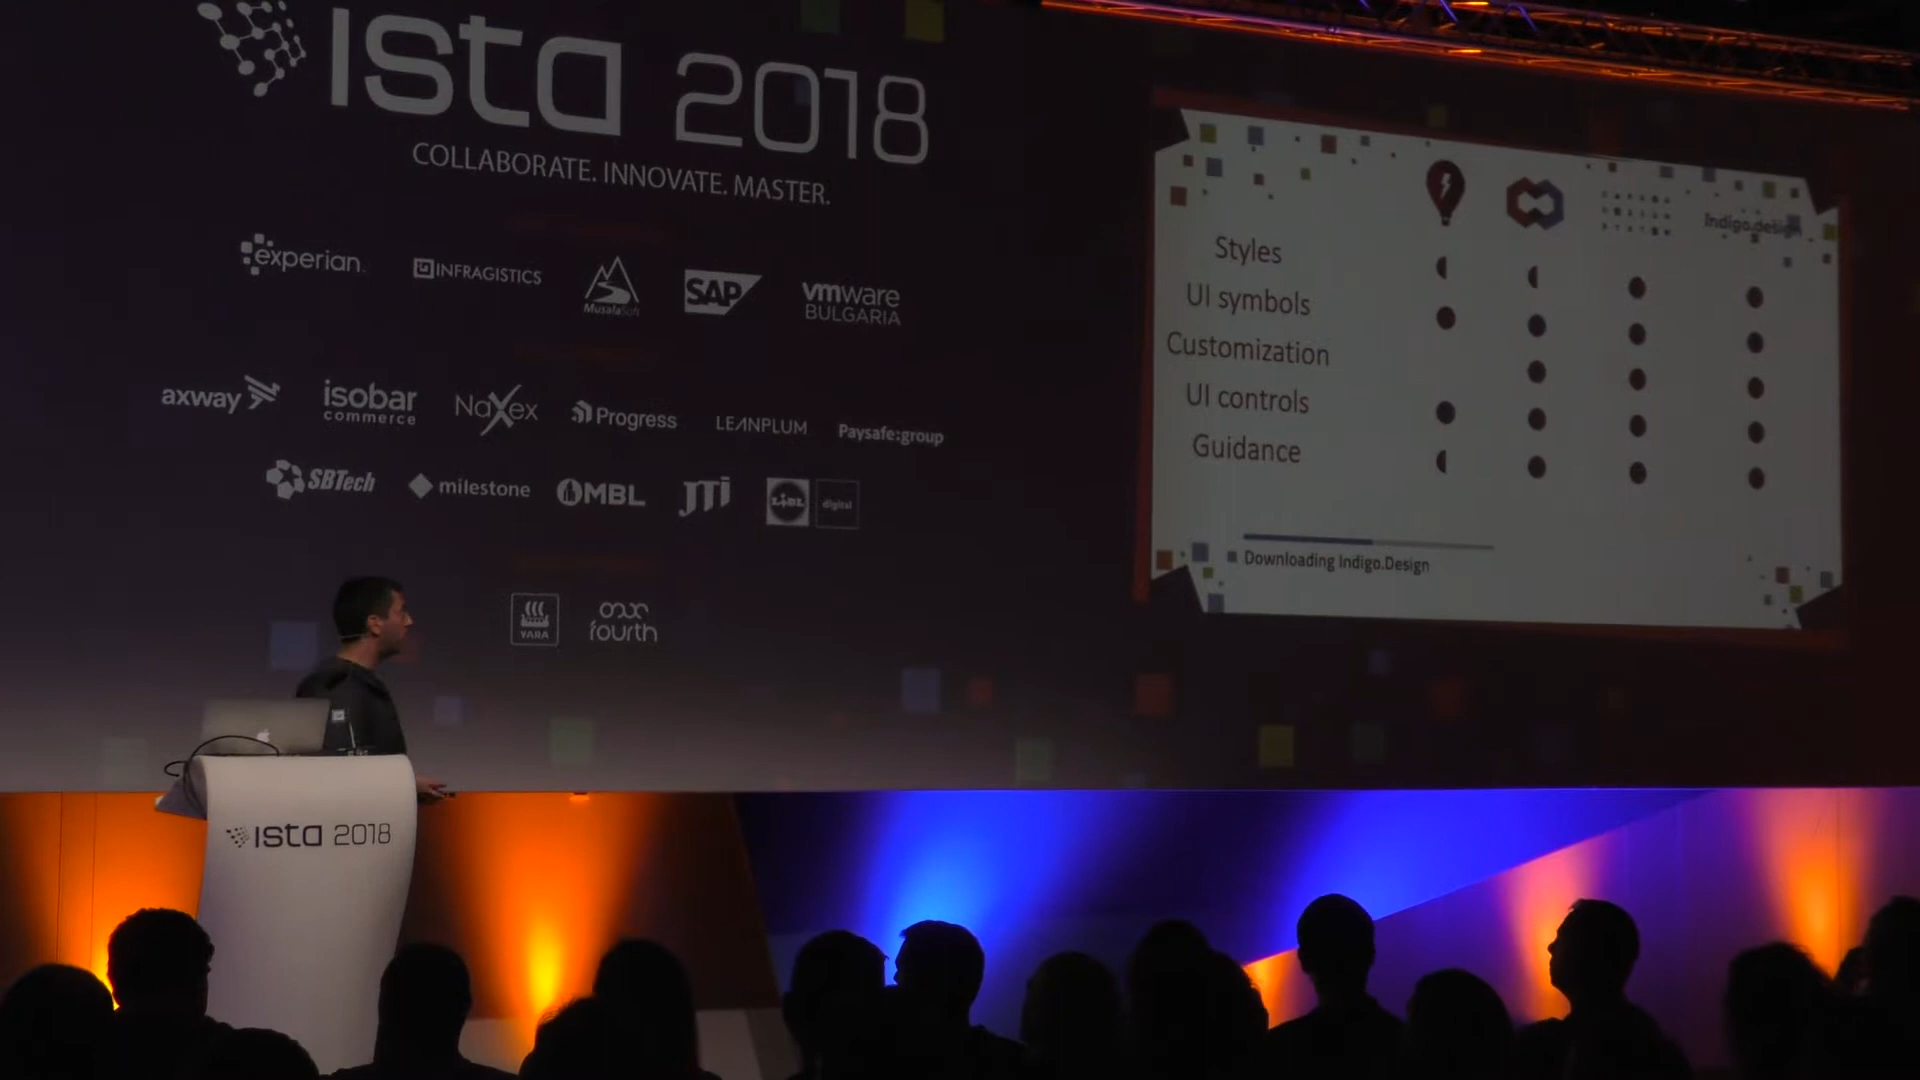 ista 2018
COLLABORATE. INNOVATE. MASTER.
experian.
INFRAGISTICS
MusalaSoft
SAP
vmware
BULGARIA
axway
isobar
commerce
NaXex
Progress
LEANPLUM
Paysafe:group
SBTech
milestone
MBL
JTI
LIDL
digital
YARA
fourth
Indigo.design
Styles
UI symbols
Customization
UI controls
Guidance
Downloading Indigo.Design
ista 2018